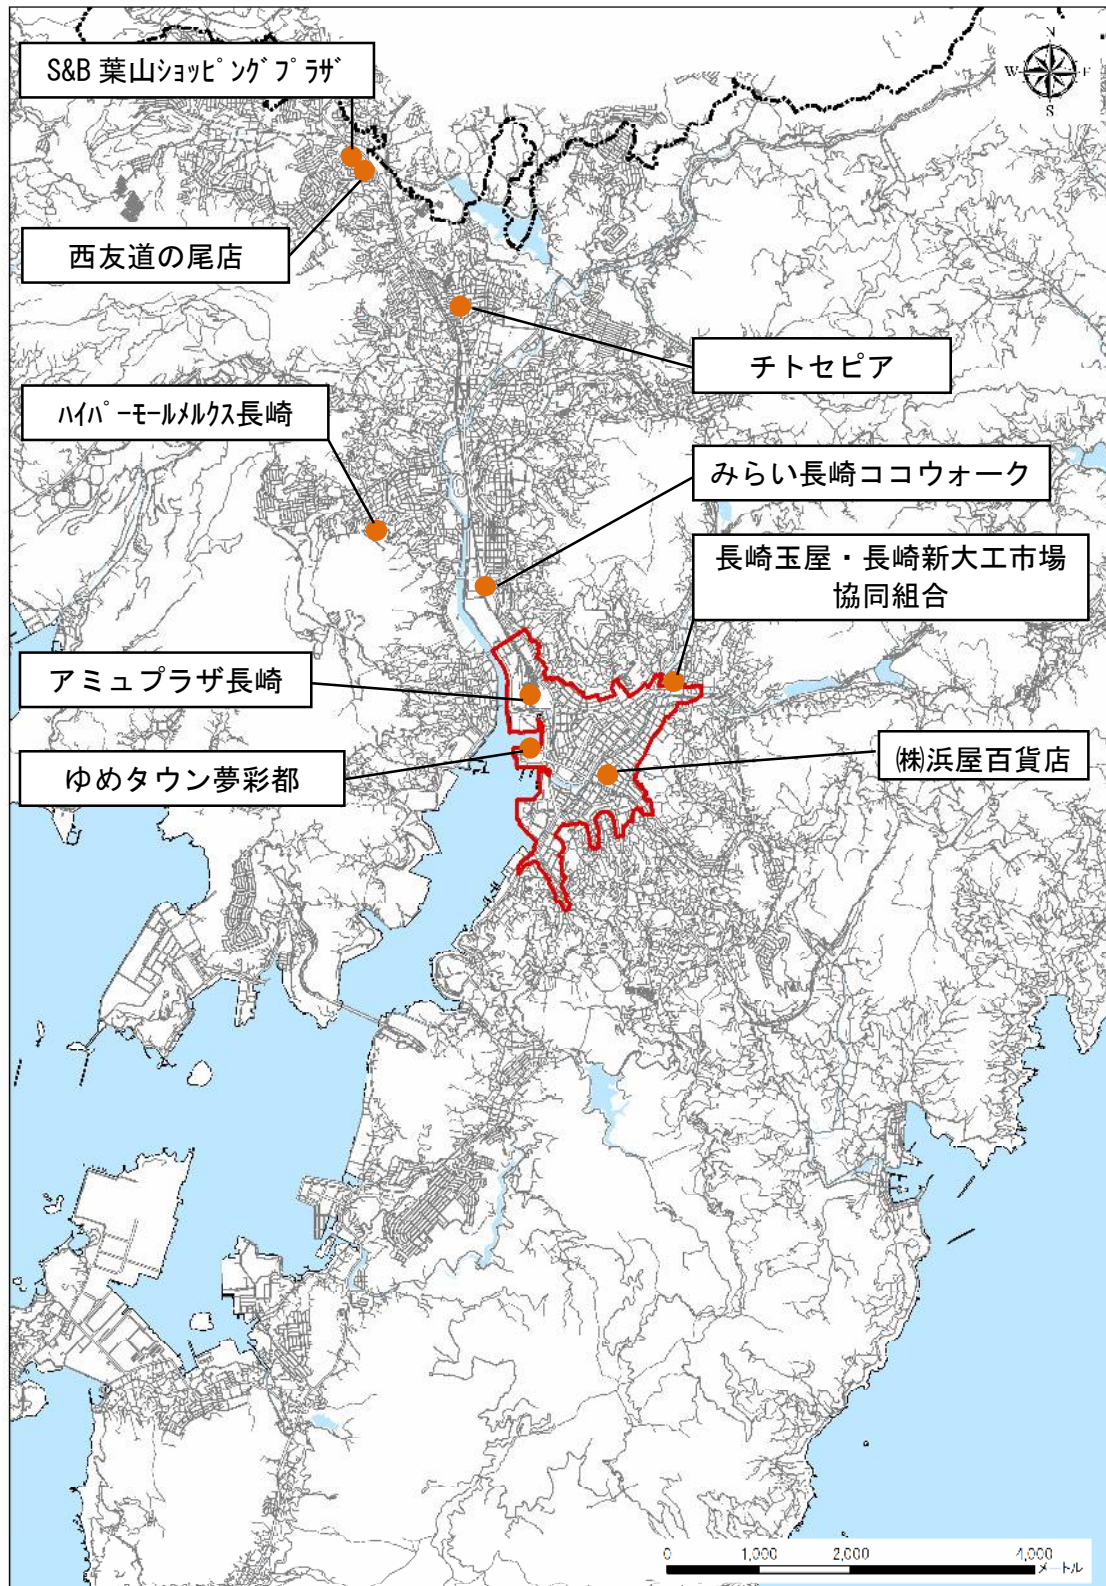 N
W E
S
S&B 葉山ｼｮｯﾋﾟﾝｸﾞﾌﾟﾗｻﾞ
西友道の尾店
チトセピア
ﾊｲﾊﾟｰﾓｰﾙﾒﾙｸｽ長崎
みらい長崎ココウォーク
長崎玉屋・長崎新大工市場
協同組合
アミュプラザ長崎
ゆめタウン夢彩都
㈱浜屋百貨店
0 1,000 2,000 4,000
メートル